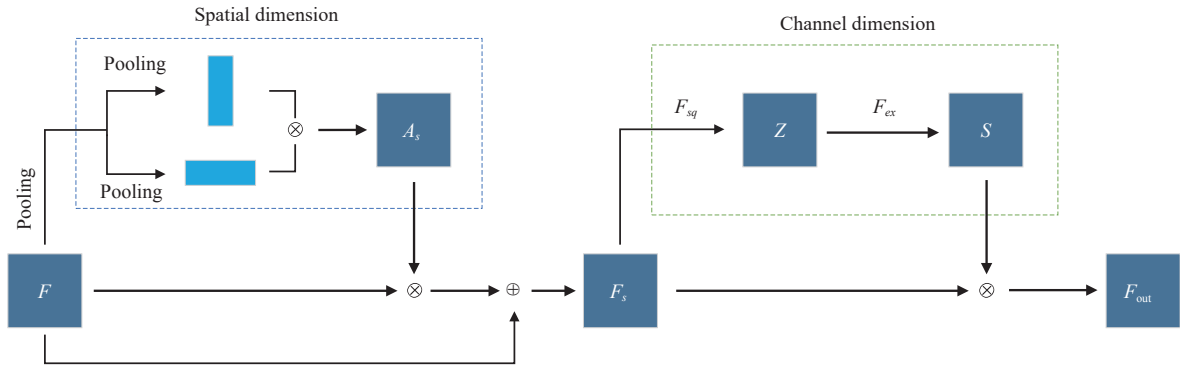 Spatial dimension
Channel dimension
Pooling
Pooling
Pooling
⊗
A_s
F_sq
Z
F_ex
S
F
⊗
⊕
F_s
⊗
F_out